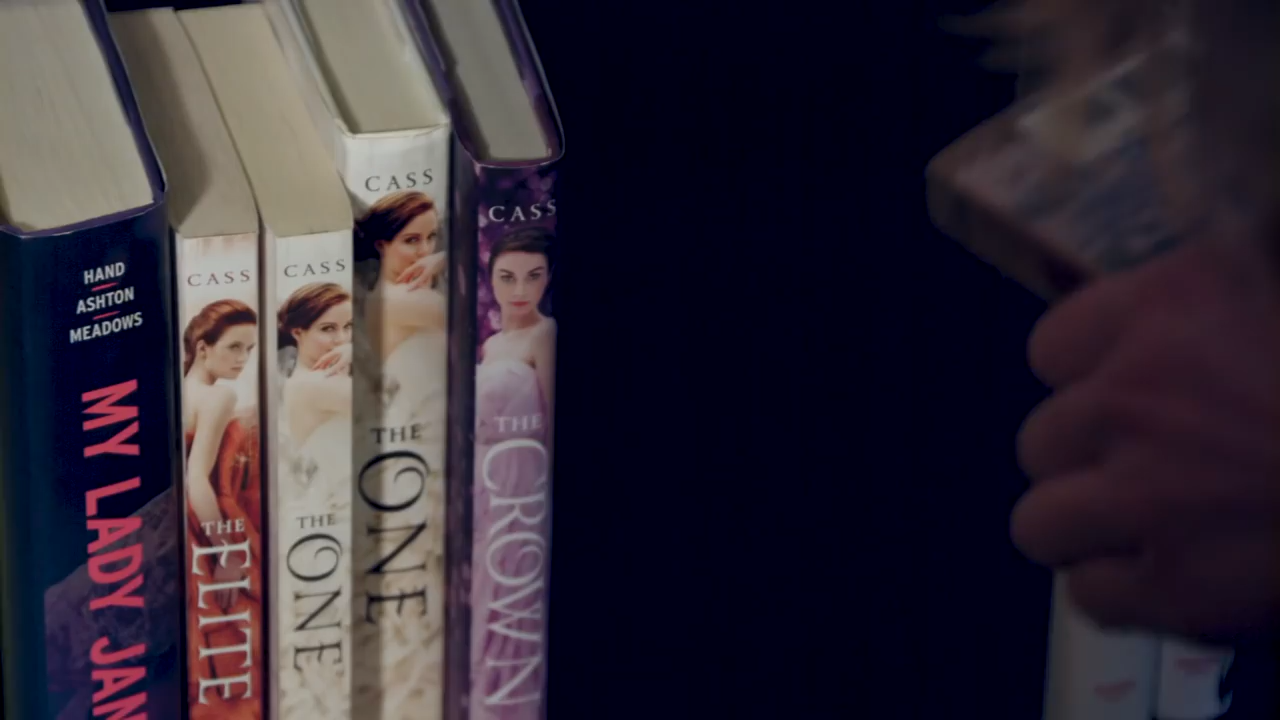 HAND
ASHTON
MEADOWS
MY LADY JAN
CASS
THE
ELITE
CASS
THE
ONE
CASS
THE
ONE
CASS
THE
CROWN